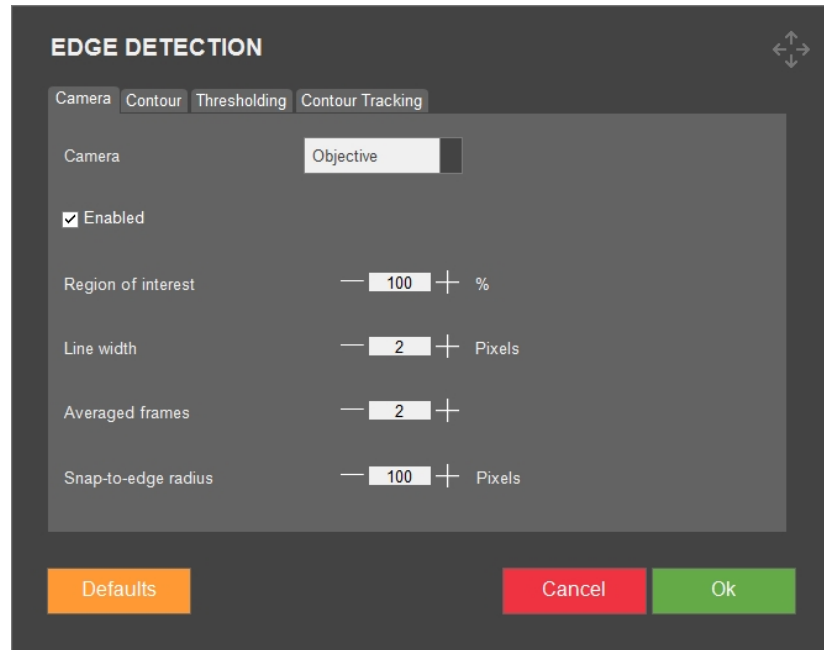 EDGE DETECTION
Camera Contour Thresholding Contour Tracking
Camera Objective
Enabled
Region of interest 100 %
Line width 2 Pixels
Averaged frames 2
Snap-to-edge radius 100 Pixels
Defaults Cancel Ok